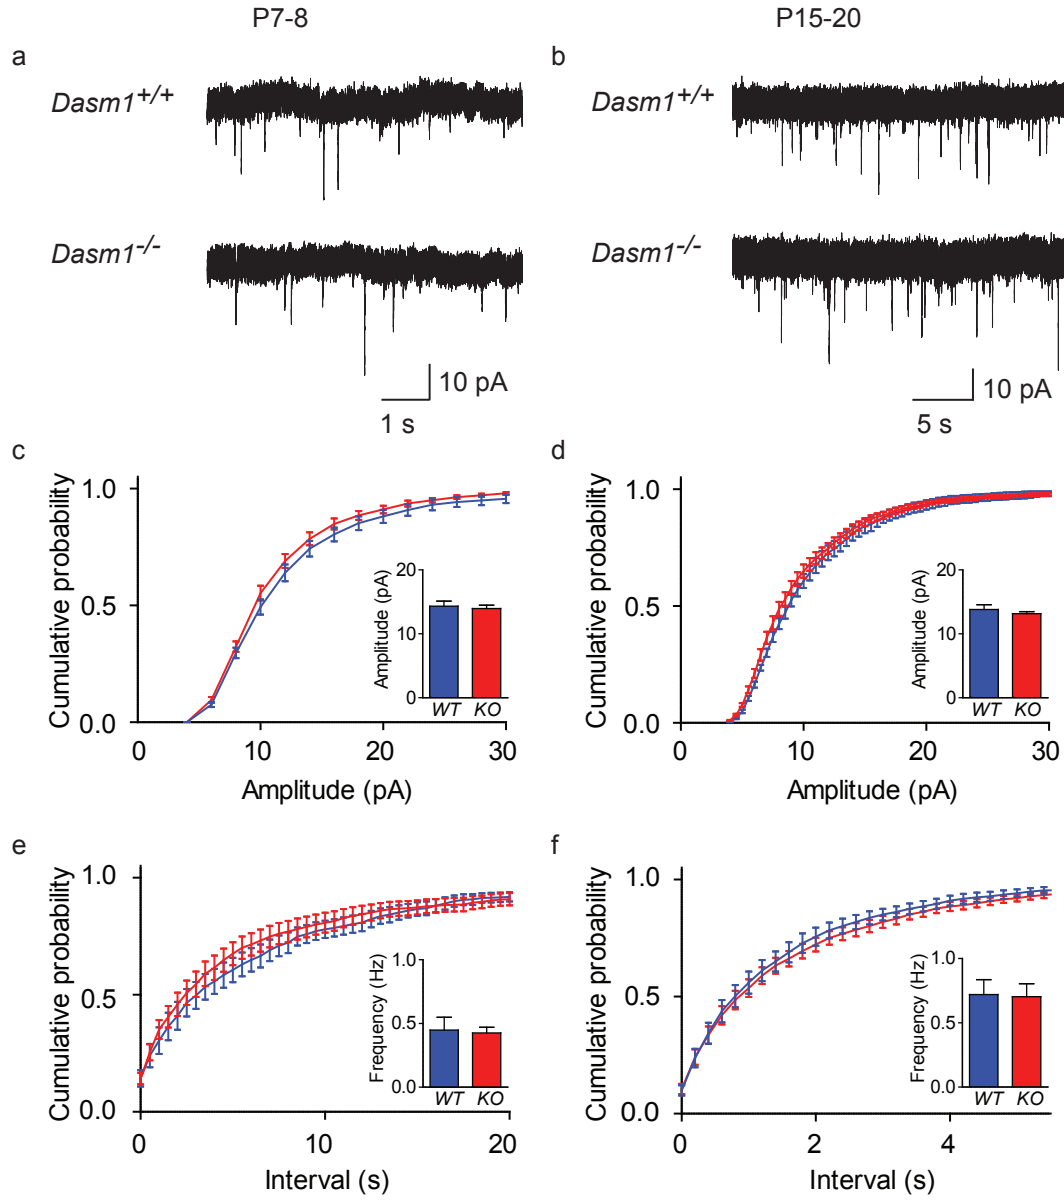 P7-8
P15-20
a
b
Dasm1+/+
Dasm1+/+
Dasm1-/-
Dasm1-/-
10 pA
1 s
10 pA
5 s
c
Cumulative probability
1.0
0.5
0.0
0
10
20
30
Amplitude (pA)
Amplitude (pA)
20
10
0
WT
KO
d
Cumulative probability
1.0
0.5
0.0
0
10
20
30
Amplitude (pA)
Amplitude (pA)
20
10
0
WT
KO
e
Cumulative probability
1.0
0.5
0.0
0
10
20
Interval (s)
Frequency (Hz)
1.0
0.5
0.0
WT
KO
f
Cumulative probability
1.0
0.5
0.0
0
2
4
Interval (s)
Frequency (Hz)
1.0
0.5
0.0
WT
KO